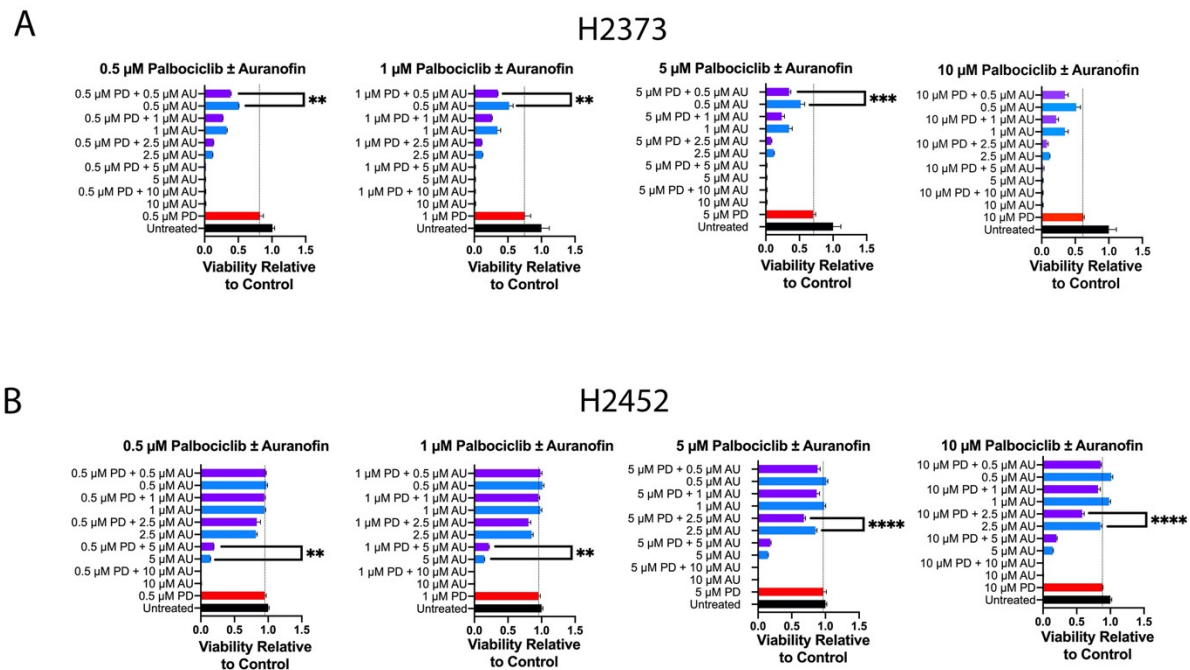 A
H2373
0.5 µM Palbociclib ± Auranofin
0.5 µM PD + 0.5 µM AU
0.5 µM AU
0.5 µM PD + 1 µM AU
1 µM AU
0.5 µM PD + 2.5 µM AU
2.5 µM AU
0.5 µM PD + 5 µM AU
5 µM AU
0.5 µM PD + 10 µM AU
10 µM AU
0.5 µM PD
Untreated
**
0.0 0.5 1.0 1.5
Viability Relative
to Control
1 µM Palbociclib ± Auranofin
1 µM PD + 0.5 µM AU
0.5 µM AU
1 µM PD + 1 µM AU
1 µM AU
1 µM PD + 2.5 µM AU
2.5 µM AU
1 µM PD + 5 µM AU
5 µM AU
1 µM PD + 10 µM AU
10 µM AU
1 µM PD
Untreated
**
0.0 0.5 1.0 1.5
Viability Relative
to Control
5 µM Palbociclib ± Auranofin
5 µM PD + 0.5 µM AU
0.5 µM AU
5 µM PD + 1 µM AU
1 µM AU
5 µM PD + 2.5 µM AU
2.5 µM AU
5 µM PD + 5 µM AU
5 µM AU
5 µM PD + 10 µM AU
10 µM AU
5 µM PD
Untreated
***
0.0 0.5 1.0 1.5
Viability Relative
to Control
10 µM Palbociclib ± Auranofin
10 µM PD + 0.5 µM AU
0.5 µM AU
10 µM PD + 1 µM AU
1 µM AU
10 µM PD + 2.5 µM AU
2.5 µM AU
10 µM PD + 5 µM AU
5 µM AU
10 µM PD + 10 µM AU
10 µM AU
10 µM PD
Untreated
0.0 0.5 1.0 1.5
Viability Relative
to Control
B
H2452
0.5 µM Palbociclib ± Auranofin
0.5 µM PD + 0.5 µM AU
0.5 µM AU
0.5 µM PD + 1 µM AU
1 µM AU
0.5 µM PD + 2.5 µM AU
2.5 µM AU
0.5 µM PD + 5 µM AU
5 µM AU
0.5 µM PD + 10 µM AU
10 µM AU
0.5 µM PD
Untreated
**
0.0 0.5 1.0 1.5
Viability Relative
to Control
1 µM Palbociclib ± Auranofin
1 µM PD + 0.5 µM AU
0.5 µM AU
1 µM PD + 1 µM AU
1 µM AU
1 µM PD + 2.5 µM AU
2.5 µM AU
1 µM PD + 5 µM AU
5 µM AU
1 µM PD + 10 µM AU
10 µM AU
1 µM PD
Untreated
**
0.0 0.5 1.0 1.5
Viability Relative
to Control
5 µM Palbociclib ± Auranofin
5 µM PD + 0.5 µM AU
0.5 µM AU
5 µM PD + 1 µM AU
1 µM AU
5 µM PD + 2.5 µM AU
2.5 µM AU
5 µM PD + 5 µM AU
5 µM AU
5 µM PD + 10 µM AU
10 µM AU
5 µM PD
Untreated
****
0.0 0.5 1.0 1.5
Viability Relative
to Control
10 µM Palbociclib ± Auranofin
10 µM PD + 0.5 µM AU
0.5 µM AU
10 µM PD + 1 µM AU
1 µM AU
10 µM PD + 2.5 µM AU
2.5 µM AU
10 µM PD + 5 µM AU
5 µM AU
10 µM PD + 10 µM AU
10 µM AU
10 µM PD
Untreated
****
0.0 0.5 1.0 1.5
Viability Relative
to Control